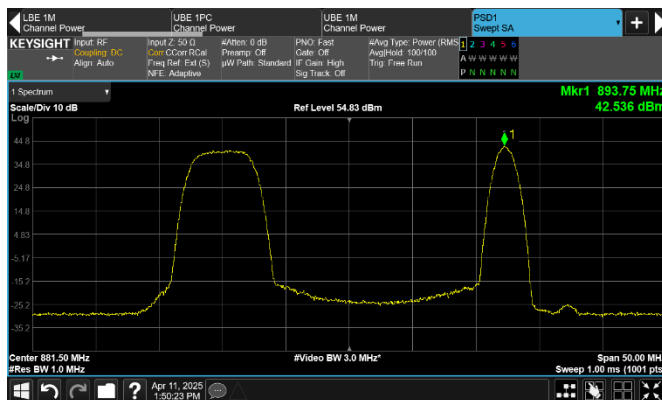 LBE 1M
Channel Power
UBE 1PC
Channel Power
UBE 1M
Channel Power
PSD1
Swept SA
KEYSIGHT
Input: RF
Coupling: DC
Align: Auto
Input Z: 50 Ω
Corr CCorr RCal
Freq Ref: Ext (S)
NFE: Adaptive
#Atten: 0 dB
Preamp: Off
µW Path: Standard
PNO: Fast
Gate: Off
IF Gain: High
Sig Track: Off
#Avg Type: Power (RMS
Avg|Hold: 100/100
Trig: Free Run
1 2 3 4 5 6
A W W W W W
P N N N N N
1 Spectrum
Scale/Div 10 dB
Ref Level 54.83 dBm
Mkr1 893.75 MHz
42.536 dBm
Log
1
44.8
34.8
24.8
14.8
4.83
-5.17
-15.2
-25.2
-35.2
Center 881.50 MHz
#Video BW 3.0 MHz*
Span 50.00 MHz
#Res BW 1.0 MHz
Sweep 1.00 ms (1001 pts)
Apr 11, 2025
1:50:23 PM